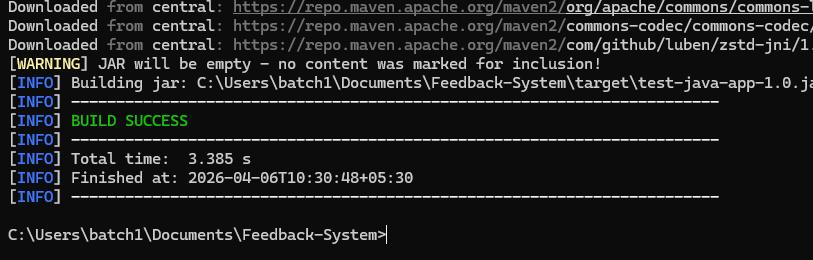 Downloaded from central: https://repo.maven.apache.org/maven2/org/apache/commons/commons-
Downloaded from central: https://repo.maven.apache.org/maven2/commons-codec/commons-codec/
Downloaded from central: https://repo.maven.apache.org/maven2/com/github/luben/zstd-jni/1.
[WARNING] JAR will be empty - no content was marked for inclusion!
[INFO] Building jar: C:\Users\batch1\Documents\Feedback-System\target\test-java-app-1.0.ja
[INFO] ------------------------------------------------------------------------
[INFO] BUILD SUCCESS
[INFO] ------------------------------------------------------------------------
[INFO] Total time:  3.385 s
[INFO] Finished at: 2026-04-06T10:30:48+05:30
[INFO] ------------------------------------------------------------------------
C:\Users\batch1\Documents\Feedback-System>